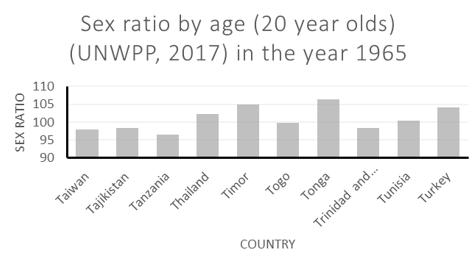 Sex ratio by age (20 year olds)
(UNWPP, 2017) in the year 1965
SEX RATIO
110
105
100
95
90
Taiwan
Tajikistan
Tanzania
Thailand
Timor
Togo
Tonga
Trinidad and...
Tunisia
Turkey
COUNTRY